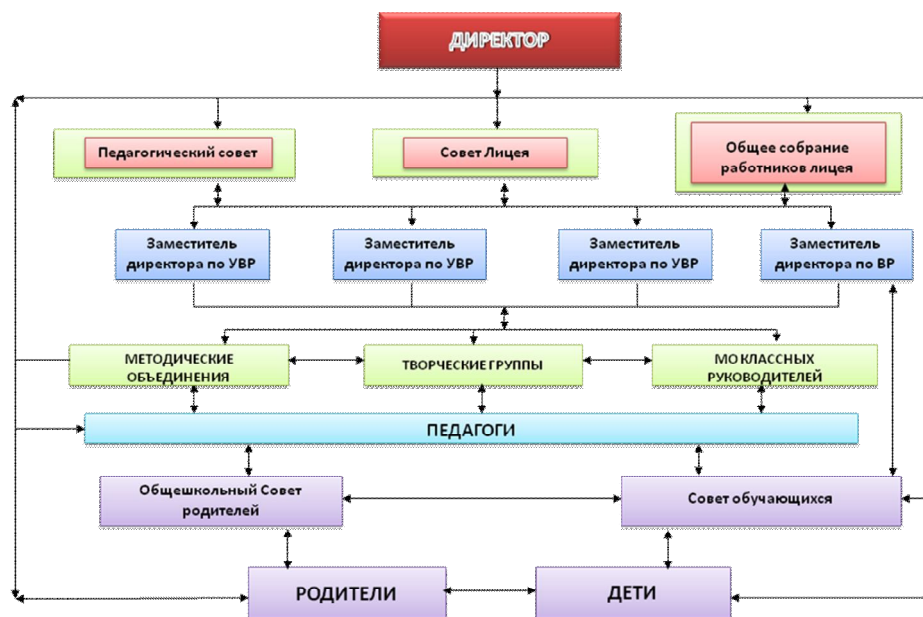 ДИРЕКТОР
Педагогический совет
Совет Лицея
Общее собрание
работников лицея
Заместитель
директора по УВР
Заместитель
директора по УВР
Заместитель
директора по УВР
Заместитель
директора по ВР
МЕТОДИЧЕСКИЕ
ОБЪЕДИНЕНИЯ
ТВОРЧЕСКИЕ ГРУППЫ
МО КЛАССНЫХ
РУКОВОДИТЕЛЕЙ
ПЕДАГОГИ
Общешкольный Совет
родителей
Совет обучающихся
РОДИТЕЛИ
ДЕТИ